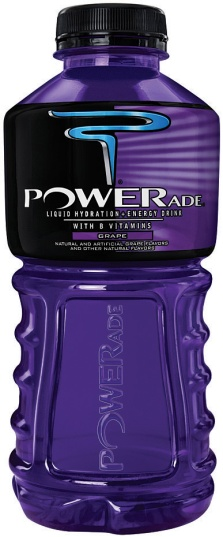 POWERADE®
LIQUID HYDRATION + ENERGY DRINK
WITH B VITAMINS
GRAPE
NATURAL AND ARTIFICIAL GRAPE FLAVORS
AND OTHER NATURAL FLAVORS
POWERADE